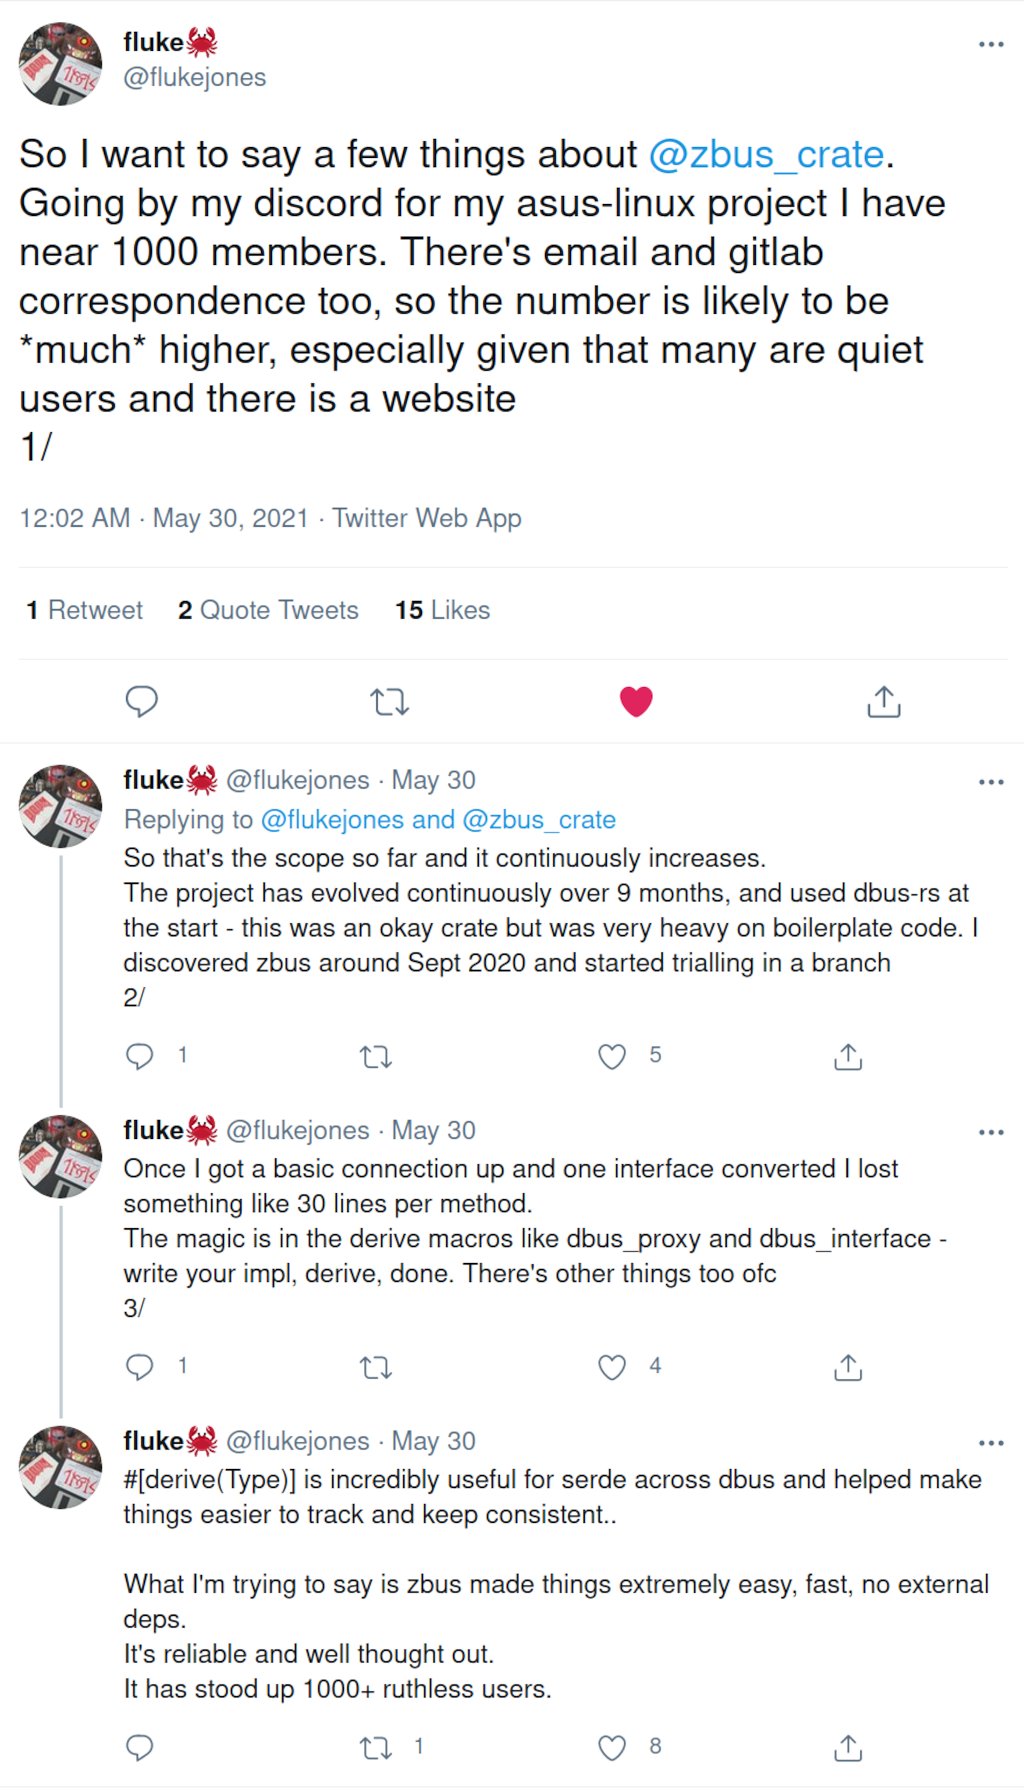 fluke🦀
@flukejones
So I want to say a few things about @zbus_crate.
Going by my discord for my asus-linux project I have
near 1000 members. There's email and gitlab
correspondence too, so the number is likely to be
*much* higher, especially given that many are quiet
users and there is a website
1/
12:02 AM · May 30, 2021 · Twitter Web App
1 Retweet 2 Quote Tweets 15 Likes
fluke🦀 @flukejones · May 30
Replying to @flukejones and @zbus_crate
So that's the scope so far and it continuously increases.
The project has evolved continuously over 9 months, and used dbus-rs at
the start - this was an okay crate but was very heavy on boilerplate code. I
discovered zbus around Sept 2020 and started trialling in a branch
2/
1 5
fluke🦀 @flukejones · May 30
Once I got a basic connection up and one interface converted I lost
something like 30 lines per method.
The magic is in the derive macros like dbus_proxy and dbus_interface -
write your impl, derive, done. There's other things too ofc
3/
1 4
fluke🦀 @flukejones · May 30
#[derive(Type)] is incredibly useful for serde across dbus and helped make
things easier to track and keep consistent..
What I'm trying to say is zbus made things extremely easy, fast, no external
deps.
It's reliable and well thought out.
It has stood up 1000+ ruthless users.
1 8